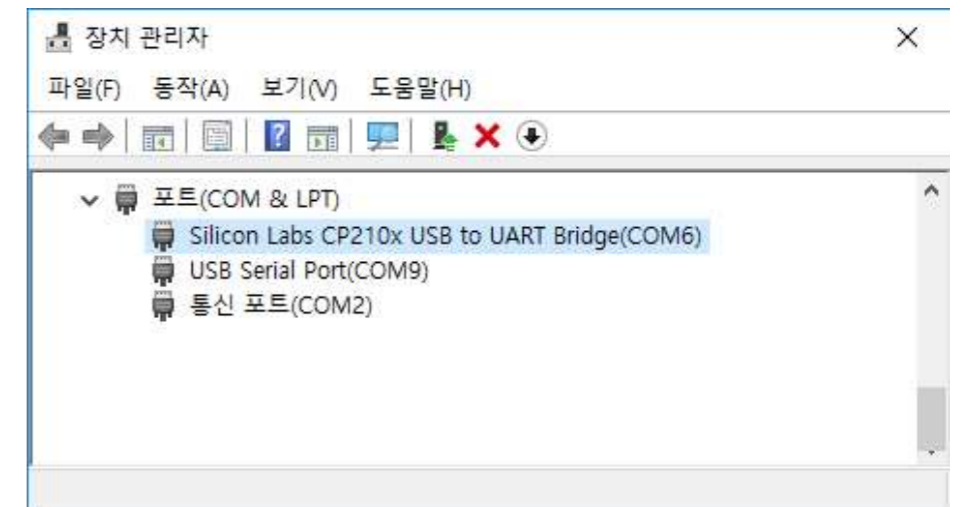 장치 관리자
파일(F) 동작(A) 보기(V) 도움말(H)
포트(COM & LPT)
Silicon Labs CP210x USB to UART Bridge(COM6)
USB Serial Port(COM9)
통신 포트(COM2)